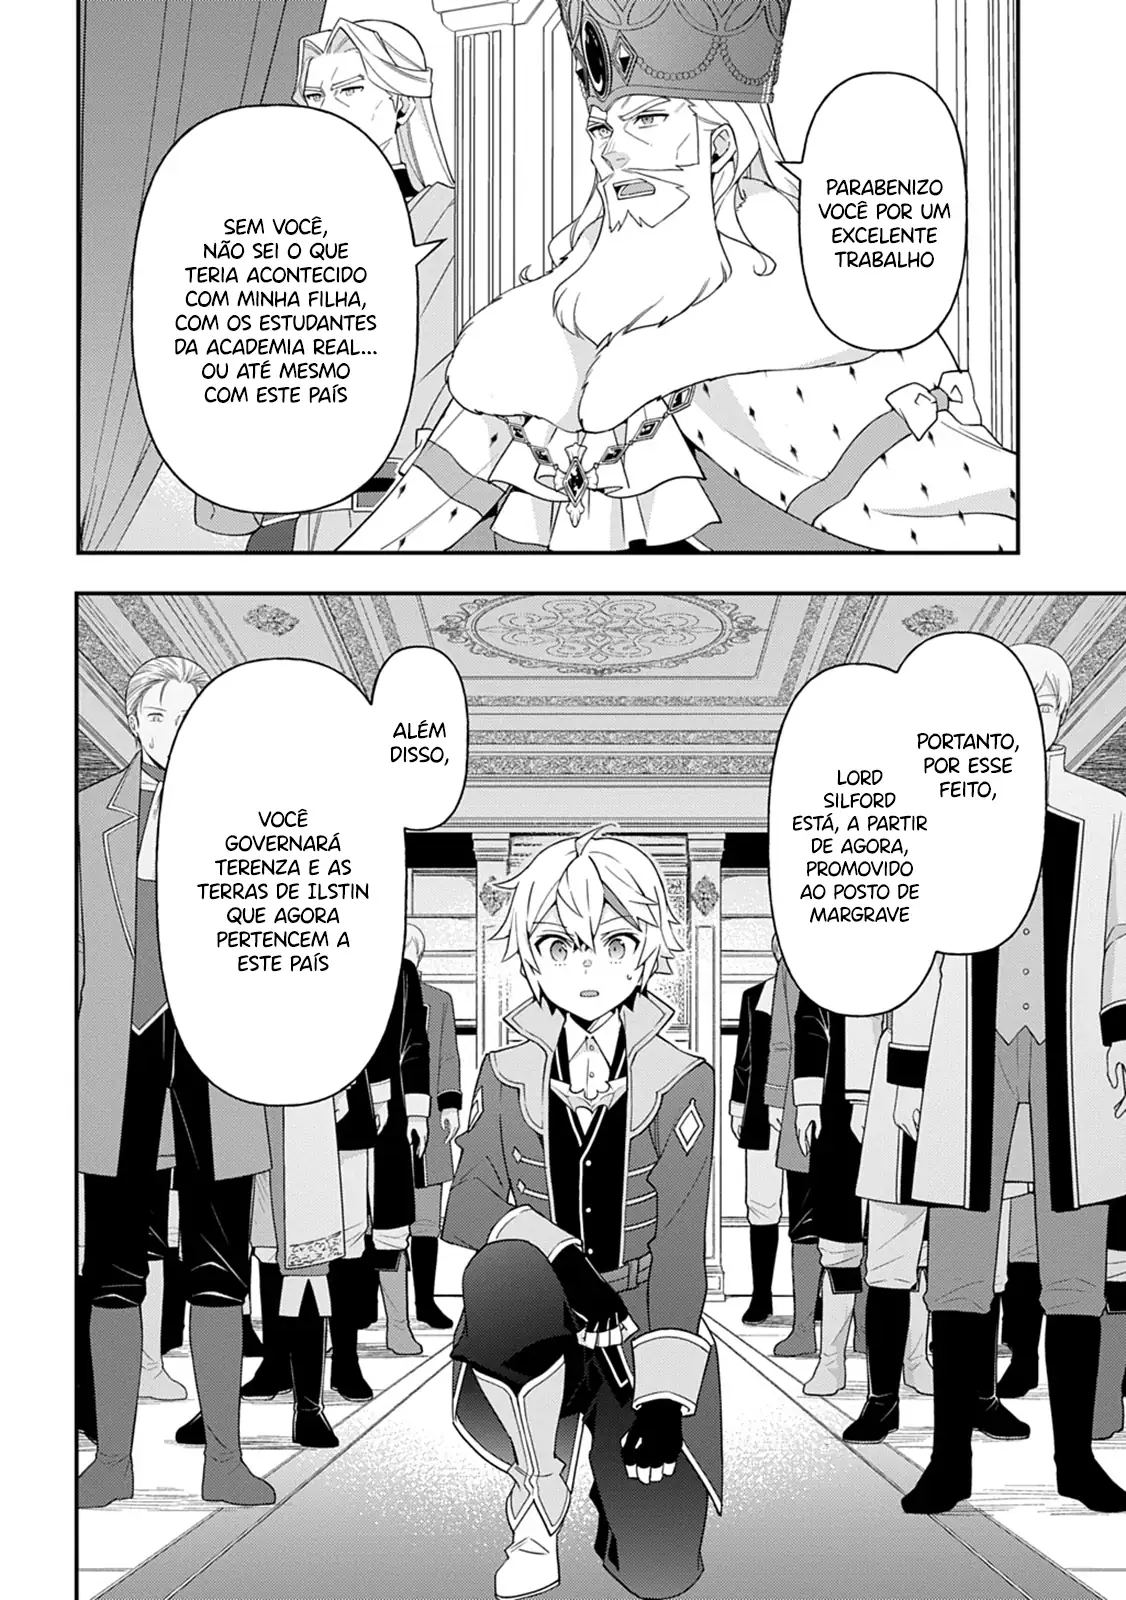 PARABENIZO
VOCÊ POR UM
EXCELENTE
TRABALHO
SEM VOCÊ,
NÃO SEI O QUE
TERIA ACONTECIDO
COM MINHA FILHA,
COM OS ESTUDANTES
DA ACADEMIA REAL...
OU ATÉ MESMO
COM ESTE PAÍS
PORTANTO,
POR ESSE
FEITO,
LORD
SILFORD
ESTÁ, A PARTIR
DE AGORA,
PROMOVIDO
AO POSTO DE
MARGRAVE
ALÉM
DISSO,
VOCÊ
GOVERNARÁ
TERENZA E AS
TERRAS DE ILSTIN
QUE AGORA
PERTENCEM A
ESTE PAÍS